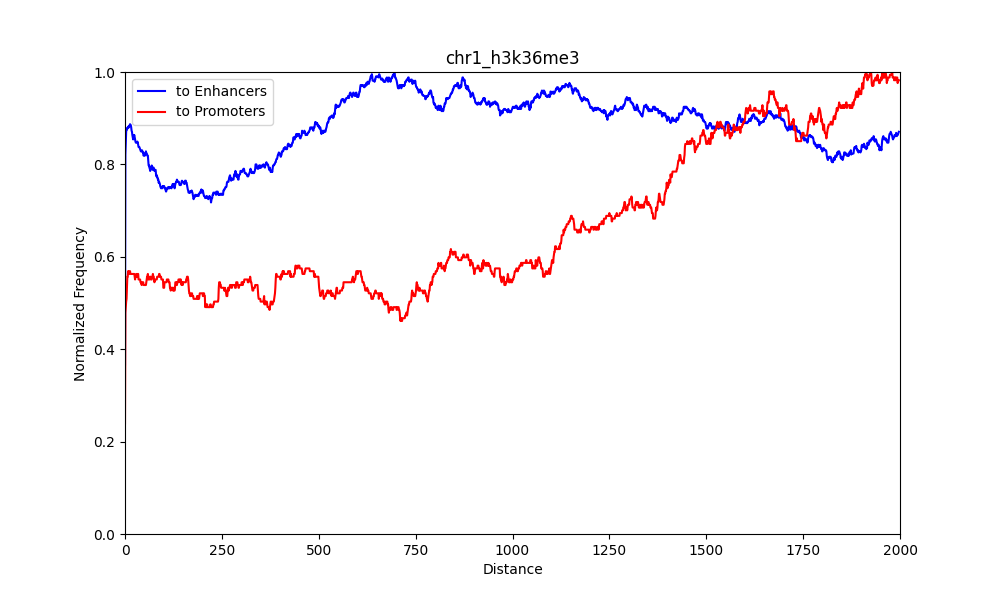 chr1_h3k36me3
to Enhancers
to Promoters
Normalized Frequency
1.0
0.8
0.6
0.4
0.2
0.0
0 250 500 750 1000 1250 1500 1750 2000
Distance